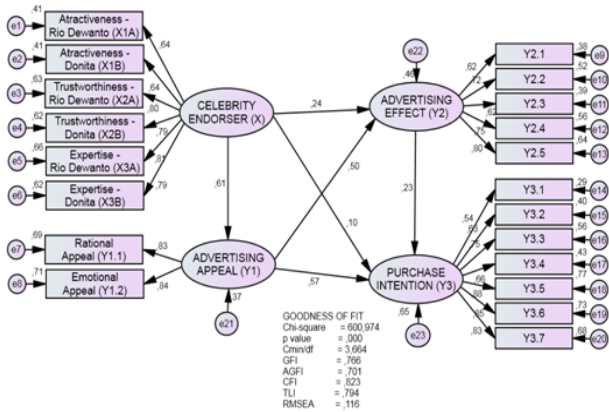 e1
,41
Atractiveness -
Rio Dewanto (X1A)
,64
e2
,41
Atractiveness -
Donita (X1B)
,64
e3
,63
Trustworthiness -
Rio Dewanto (X2A)
,80
e4
,62
Trustworthiness -
Donita (X2B)
,79
e5
,66
Expertise -
Rio Dewanto (X3A)
,81
e6
,62
Expertise -
Donita (X3B)
,79
CELEBRITY
ENDORSER (X)
,24
,61
,10
e7
,69
Rational
Appeal (Y1.1)
,83
e8
,71
Emotional
Appeal (Y1.2)
,84
ADVERTISING
APPEAL (Y1)
,37
e21
,50
,57
e22
,46
ADVERTISING
EFFECT (Y2)
,23
,62
Y2.1
,38
e9
,72
Y2.2
,52
e10
,62
Y2.3
,39
e11
,75
Y2.4
,56
e12
,80
Y2.5
,64
e13
PURCHASE
INTENTION (Y3)
,65
e23
,54
Y3.1
,29
e14
,63
Y3.2
,40
e15
,75
Y3.3
,56
e16
,66
Y3.4
,43
e17
,88
Y3.5
,77
e18
,85
Y3.6
,73
e19
,83
Y3.7
,68
e20
GOODNESS OF FIT
Chi-square = 600,974
p value = ,000
Cmin/df = 3,664
GFI = ,766
AGFI = ,701
CFI = ,823
TLI = ,794
RMSEA = ,116